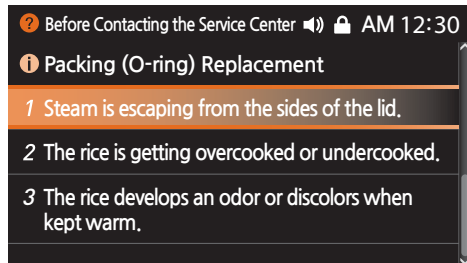 ? Before Contacting the Service Center AM 12:30
i Packing (O-ring) Replacement
1 Steam is escaping from the sides of the lid.
2 The rice is getting overcooked or undercooked.
3 The rice develops an odor or discolors when
kept warm.